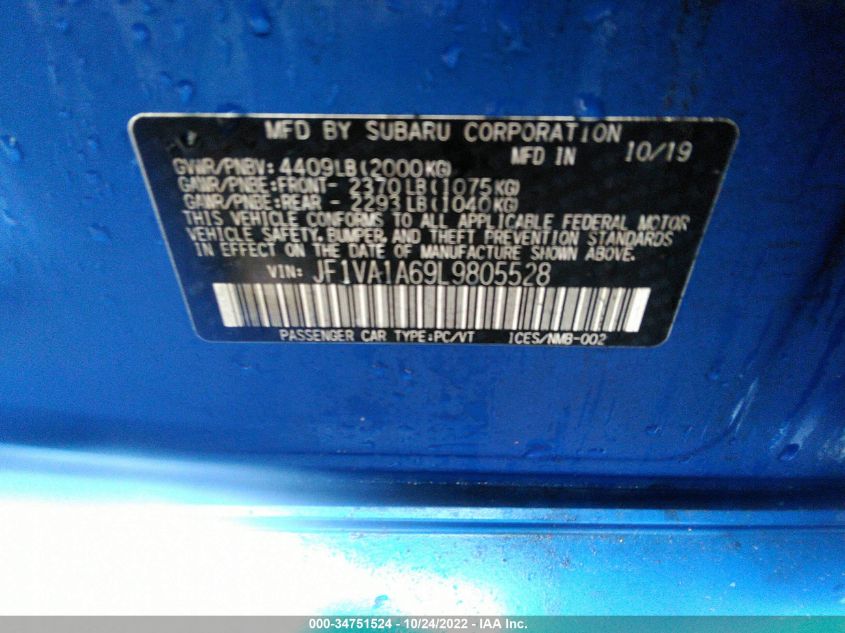 MFD BY SUBARU CORPORATION
MFD IN 10/19
GVWR/PNBV: 4409LB(2000KG)
GAWR/PNBE:FRONT- 2370LB(1075KG)
GAWR/PNBE:REAR - 2293LB(1040KG)
THIS VEHICLE CONFORMS TO ALL APPLICABLE FEDERAL MOTOR
VEHICLE SAFETY, BUMPER, AND THEFT PREVENTION STANDARDS
IN EFFECT ON THE DATE OF MANUFACTURE SHOWN ABOVE.
VIN: JF1VA1A69L9805528
PASSENGER CAR TYPE:PC/VT ICES/NMB-002
000-34751524 - 10/24/2022 - IAA Inc.